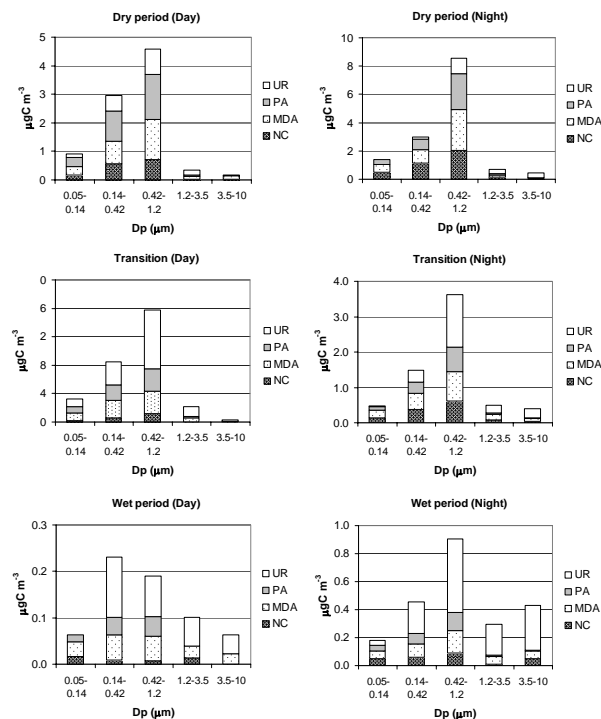 Dry period (Day)
µgC m⁻³
5
4
3
2
1
0
0.05-
0.14
0.14-
0.42
0.42-
1.2
1.2-3.5
3.5-10
Dp (µm)
UR
PA
MDA
NC
Dry period (Night)
µgC m⁻³
10
8
6
4
2
0
0.05-
0.14
0.14-
0.42
0.42-
1.2
1.2-3.5
3.5-10
Dp (µm)
UR
PA
MDA
NC
Transition (Day)
µgC m⁻³
0
6
8
0
0.05-
0.14
0.14-
0.42
0.42-
1.2
1.2-3.5
3.5-10
Dp (µm)
UR
PA
MDA
NC
Transition (Night)
µgC m⁻³
4.0
3.0
2.0
1.0
0.0
0.05-
0.14
0.14-
0.42
0.42-
1.2
1.2-3.5
3.5-10
Dp (µm)
UR
PA
MDA
NC
Wet period (Day)
µgC m⁻³
0.3
0.2
0.1
0.0
0.05-
0.14
0.14-
0.42
0.42-
1.2
1.2-3.5
3.5-10
Dp (µm)
UR
PA
MDA
NC
Wet period (Night)
µgC m⁻³
1.0
0.8
0.6
0.4
0.2
0.0
0.05-
0.14
0.14-
0.42
0.42-
1.2
1.2-3.5
3.5-10
Dp (µm)
UR
PA
MDA
NC